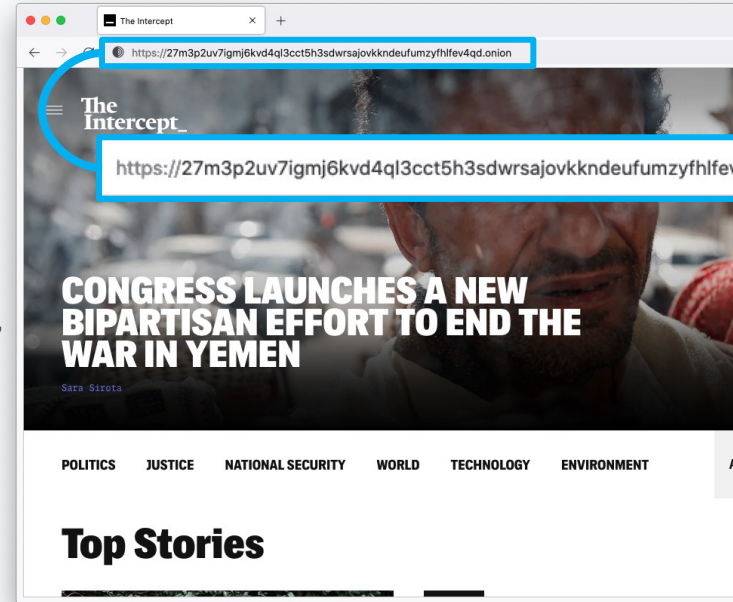 The Intercept
https://27m3p2uv7igmj6kvd4ql3cct5h3sdwrsajovkkndeufumzyfhlfev4qd.onion
The
Intercept_
https://27m3p2uv7igmj6kvd4ql3cct5h3sdwrsajovkkndeufumzyfhlfev
CONGRESS LAUNCHES A NEW
BIPARTISAN EFFORT TO END THE
WAR IN YEMEN
Sara Sirota
POLITICS JUSTICE NATIONAL SECURITY WORLD TECHNOLOGY ENVIRONMENT
Top Stories